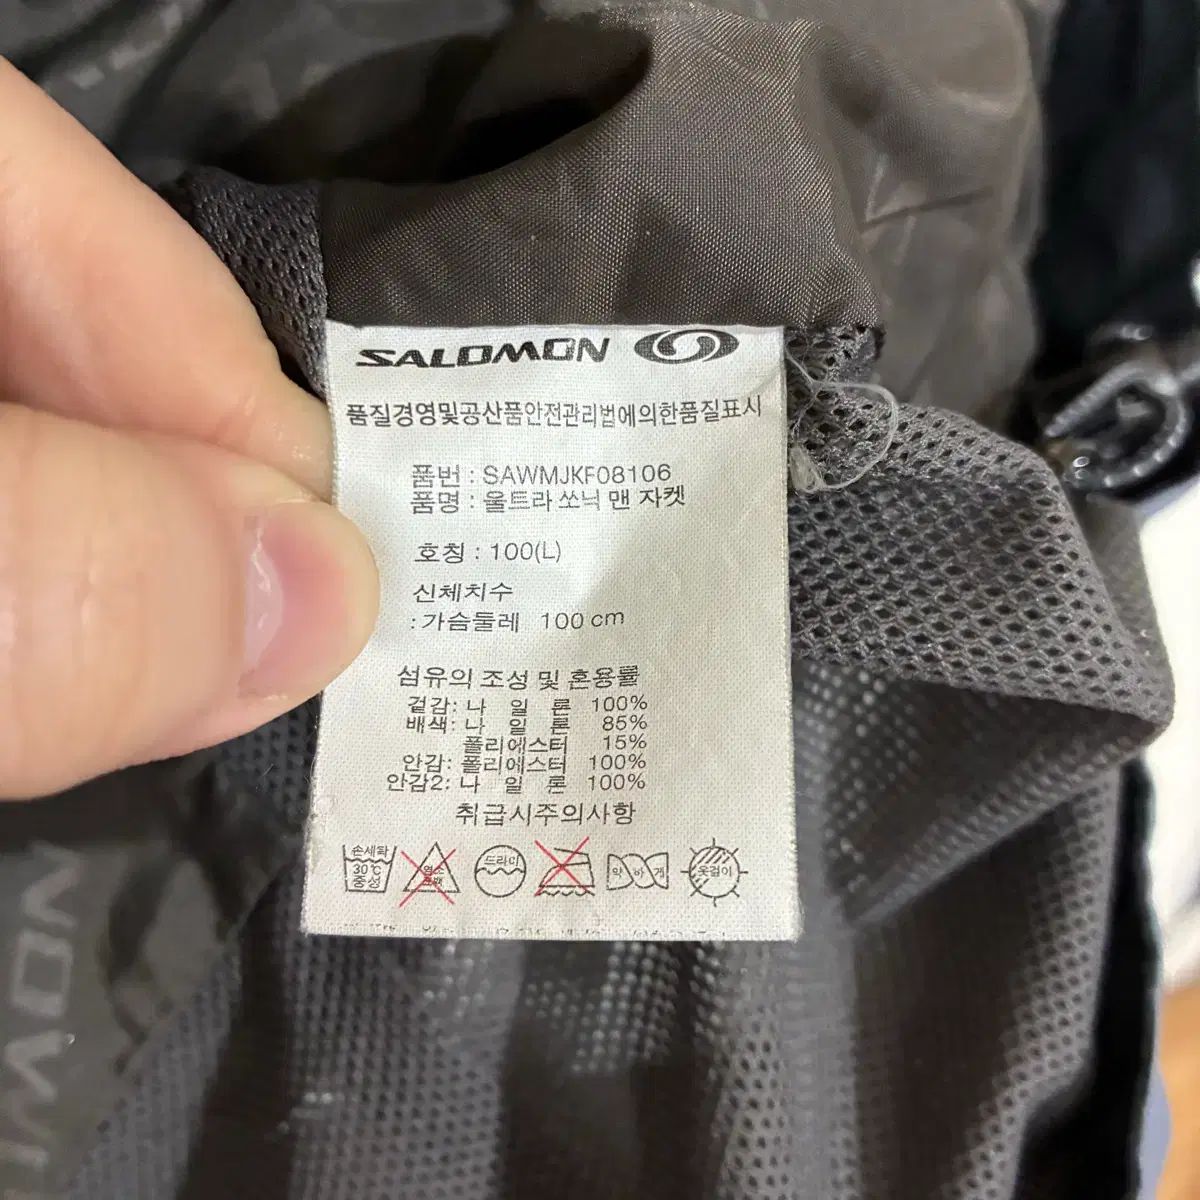 SALOMON
품질경영및공산품안전관리법에의한품질표시
품번 : SAWMJKF08106
품명 : 울트라 쏘닉 맨 자켓
호칭 : 100(L)
신체치수
: 가슴둘레 100 cm
섬유의 조성 및 혼용률
겉감: 나 일 론 100%
배색: 나 일 론 85%
폴리에스터 15%
안감: 폴리에스터 100%
안감2: 나 일 론 100%
취급시주의사항
손세탁 30℃ 중성
염소 표백
드라이
약하게
옷걸이